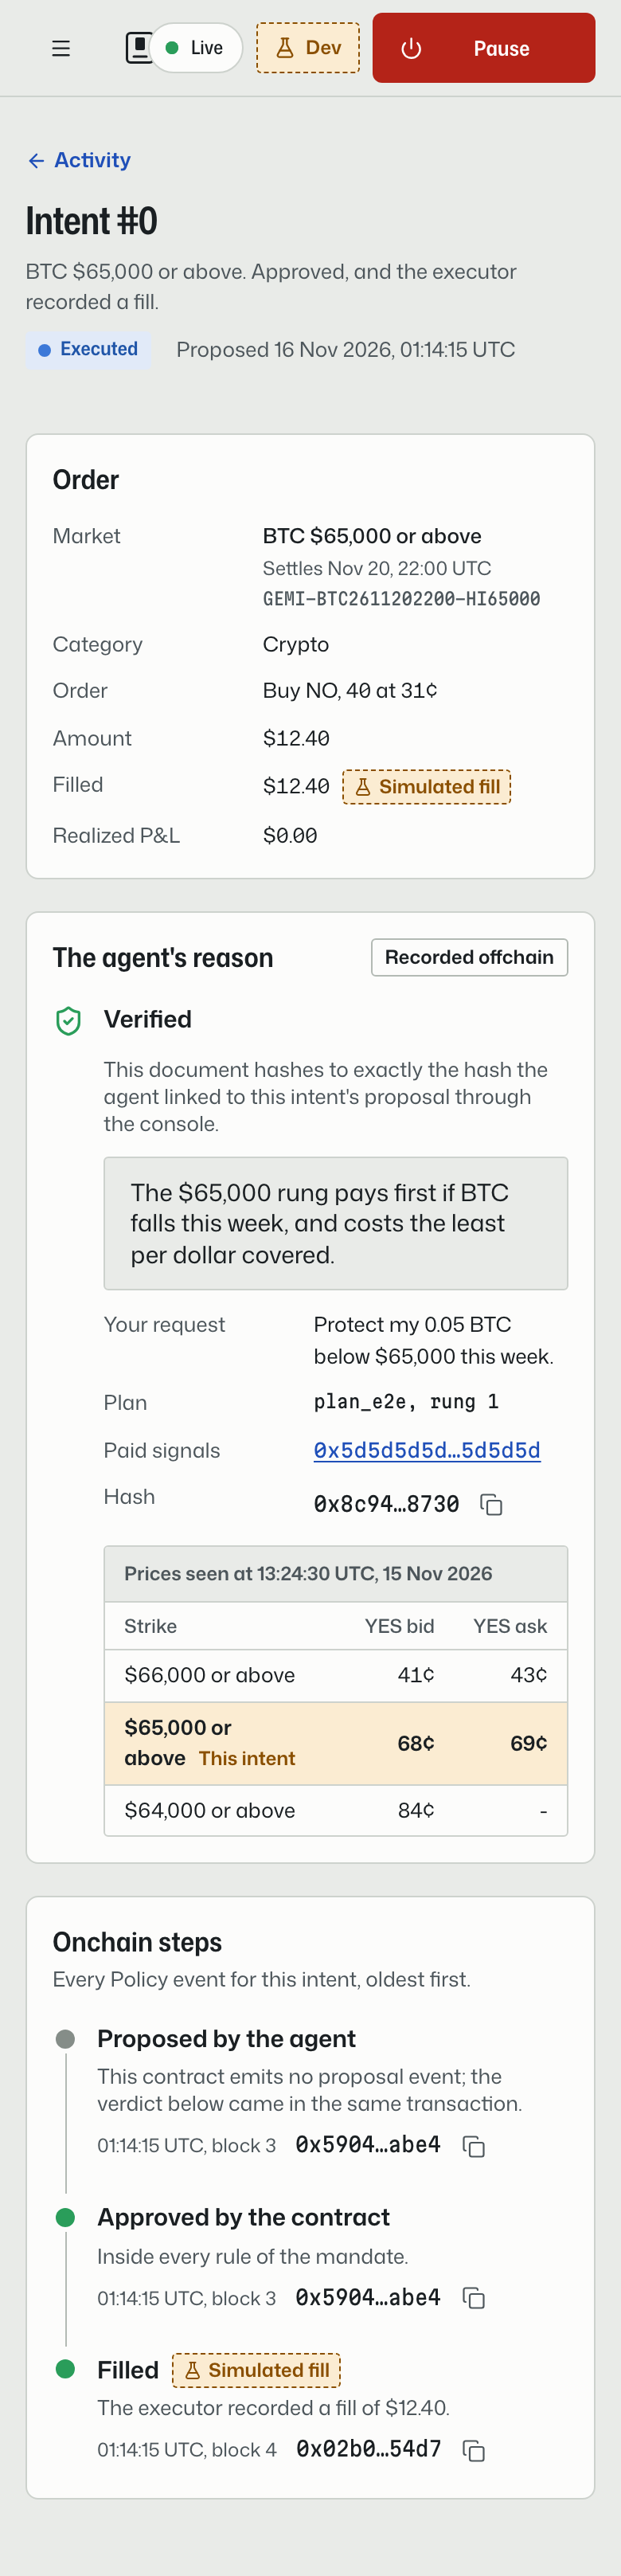 Live
Dev
Pause
Activity
Intent #0
BTC $65,000 or above. Approved, and the executor
recorded a fill.
Executed
Proposed 16 Nov 2026, 01:14:15 UTC
Order
Market
BTC $65,000 or above
Settles Nov 20, 22:00 UTC
GEMI-BTC2611202200-HI65000
Category
Crypto
Order
Buy NO, 40 at 31¢
Amount
$12.40
Filled
$12.40
Simulated fill
Realized P&L
$0.00
The agent's reason
Recorded offchain
Verified
This document hashes to exactly the hash the
agent linked to this intent's proposal through
the console.
The $65,000 rung pays first if BTC
falls this week, and costs the least
per dollar covered.
Your request
Protect my 0.05 BTC
below $65,000 this week.
Plan
plan_e2e, rung 1
Paid signals
0x5d5d5d5d…5d5d5d
Hash
0x8c94…8730
Prices seen at 13:24:30 UTC, 15 Nov 2026
Strike YES bid YES ask
$66,000 or above 41¢ 43¢
$65,000 or
above This intent 68¢ 69¢
$64,000 or above 84¢ -
Onchain steps
Every Policy event for this intent, oldest first.
Proposed by the agent
This contract emits no proposal event; the
verdict below came in the same transaction.
01:14:15 UTC, block 3 0x5904…abe4
Approved by the contract
Inside every rule of the mandate.
01:14:15 UTC, block 3 0x5904…abe4
Filled Simulated fill
The executor recorded a fill of $12.40.
01:14:15 UTC, block 4 0x02b0…54d7